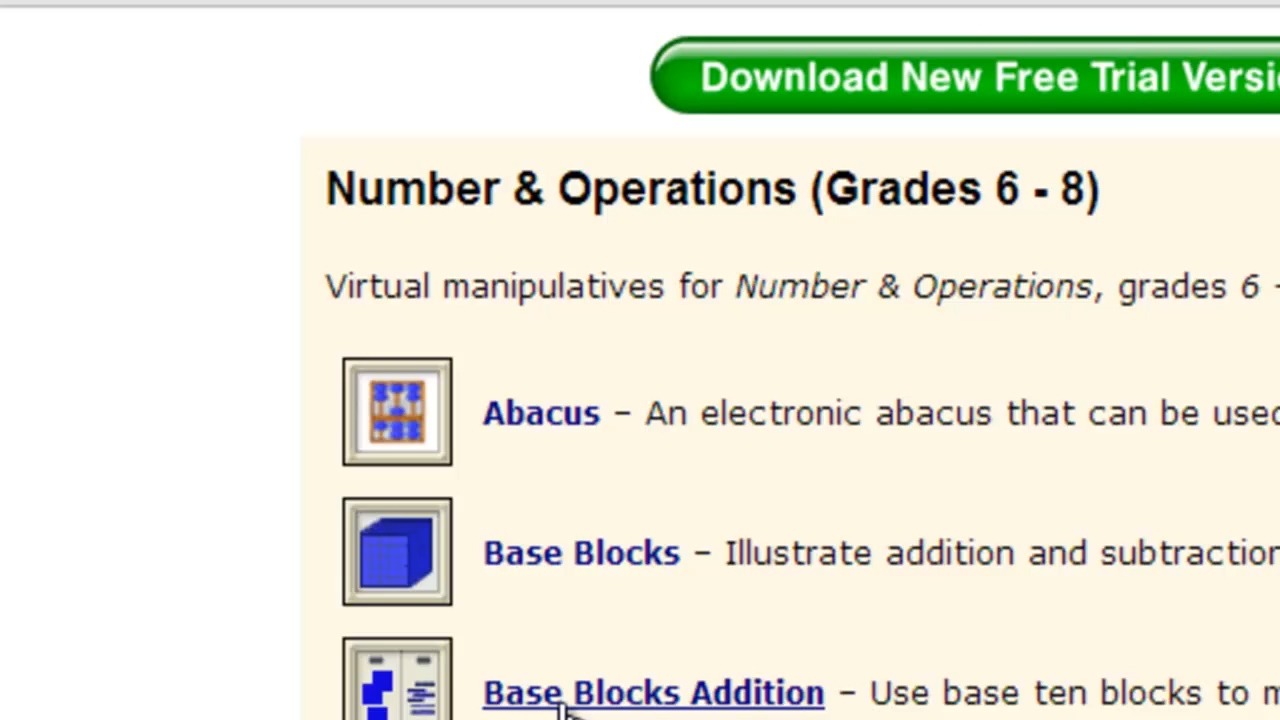 Download New Free Trial
Number & Operations (Grades 6 - 8)
Virtual manipulatives for Number & Operations, grades 6 -
Abacus – An electronic abacus that can be used
Base Blocks – Illustrate addition and subtraction
Base Blocks Addition – Use base ten blocks to